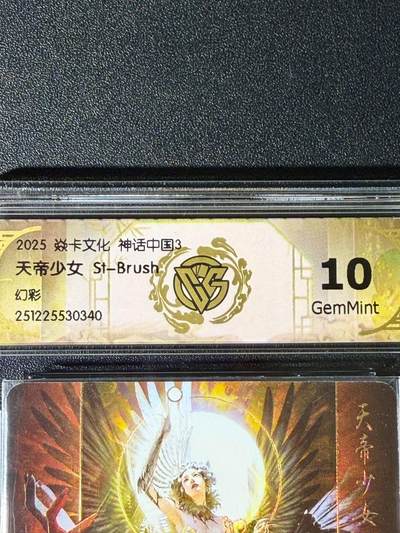 2025 焱卡文化 神话中国3
天帝少女 St-Brush
幻彩
251225530340
10
GemMint
天帝少女